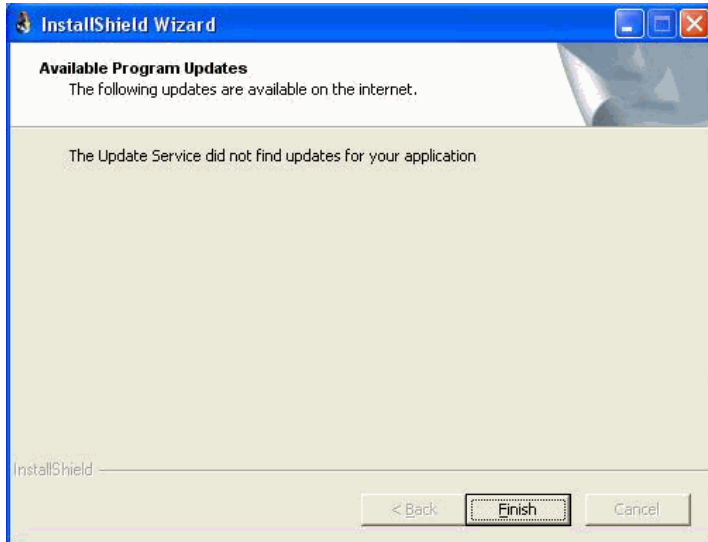 InstallShield Wizard
Available Program Updates
The following updates are available on the internet.
The Update Service did not find updates for your application
InstallShield
< Back
Finish
Cancel